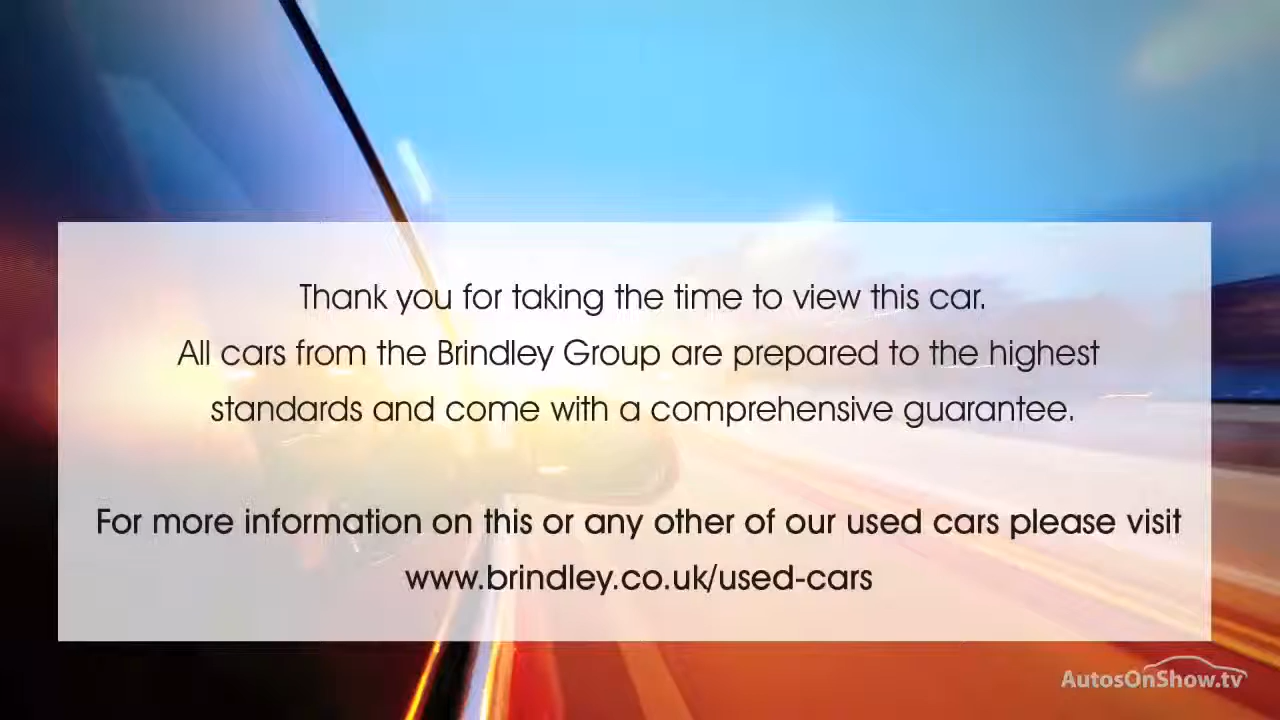 Thank you for taking the time to view this car.
All cars from the Brindley Group are prepared to the highest
standards and come with a comprehensive guarantee.
For more information on this or any other of our used cars please visit
www.brindley.co.uk/used-cars
AutosOnShow.tv